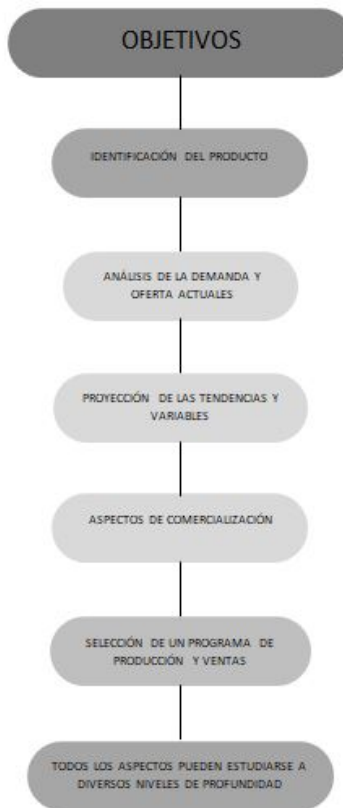 OBJETIVOS
IDENTIFICACIÓN DEL PRODUCTO
ANÁLISIS DE LA DEMANDA Y
OFERTA ACTUALES
PROYECCIÓN DE LAS TENDENCIAS Y
VARIABLES
ASPECTOS DE COMERCIALIZACIÓN
SELECCIÓN DE UN PROGRAMA DE
PRODUCCIÓN Y VENTAS
TODOS LOS ASPECTOS PUEDEN ESTUDIARSE A
DIVERSOS NIVELES DE PROFUNDIDAD